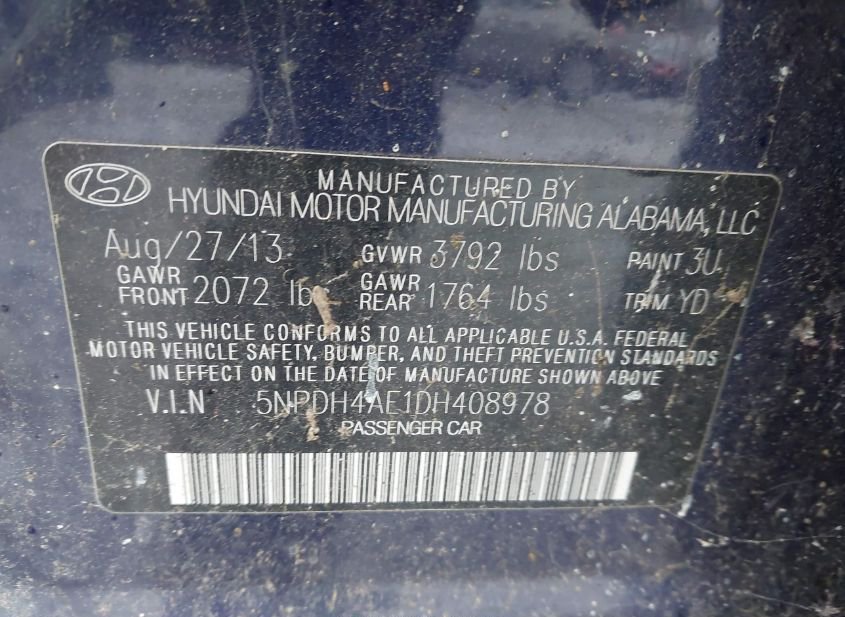 MANUFACTURED BY
HYUNDAI MOTOR MANUFACTURING ALABAMA, LLC
Aug/27/13 GVWR 3792 lbs PAINT 3U
GAWR FRONT 2072 lb GAWR REAR 1764 lbs TRIM YD
THIS VEHICLE CONFORMS TO ALL APPLICABLE U.S.A. FEDERAL
MOTOR VEHICLE SAFETY, BUMPER, AND THEFT PREVENTION STANDARDS
IN EFFECT ON THE DATE OF MANUFACTURE SHOWN ABOVE
V.I.N 5NPDH4AE1DH408978
PASSENGER CAR